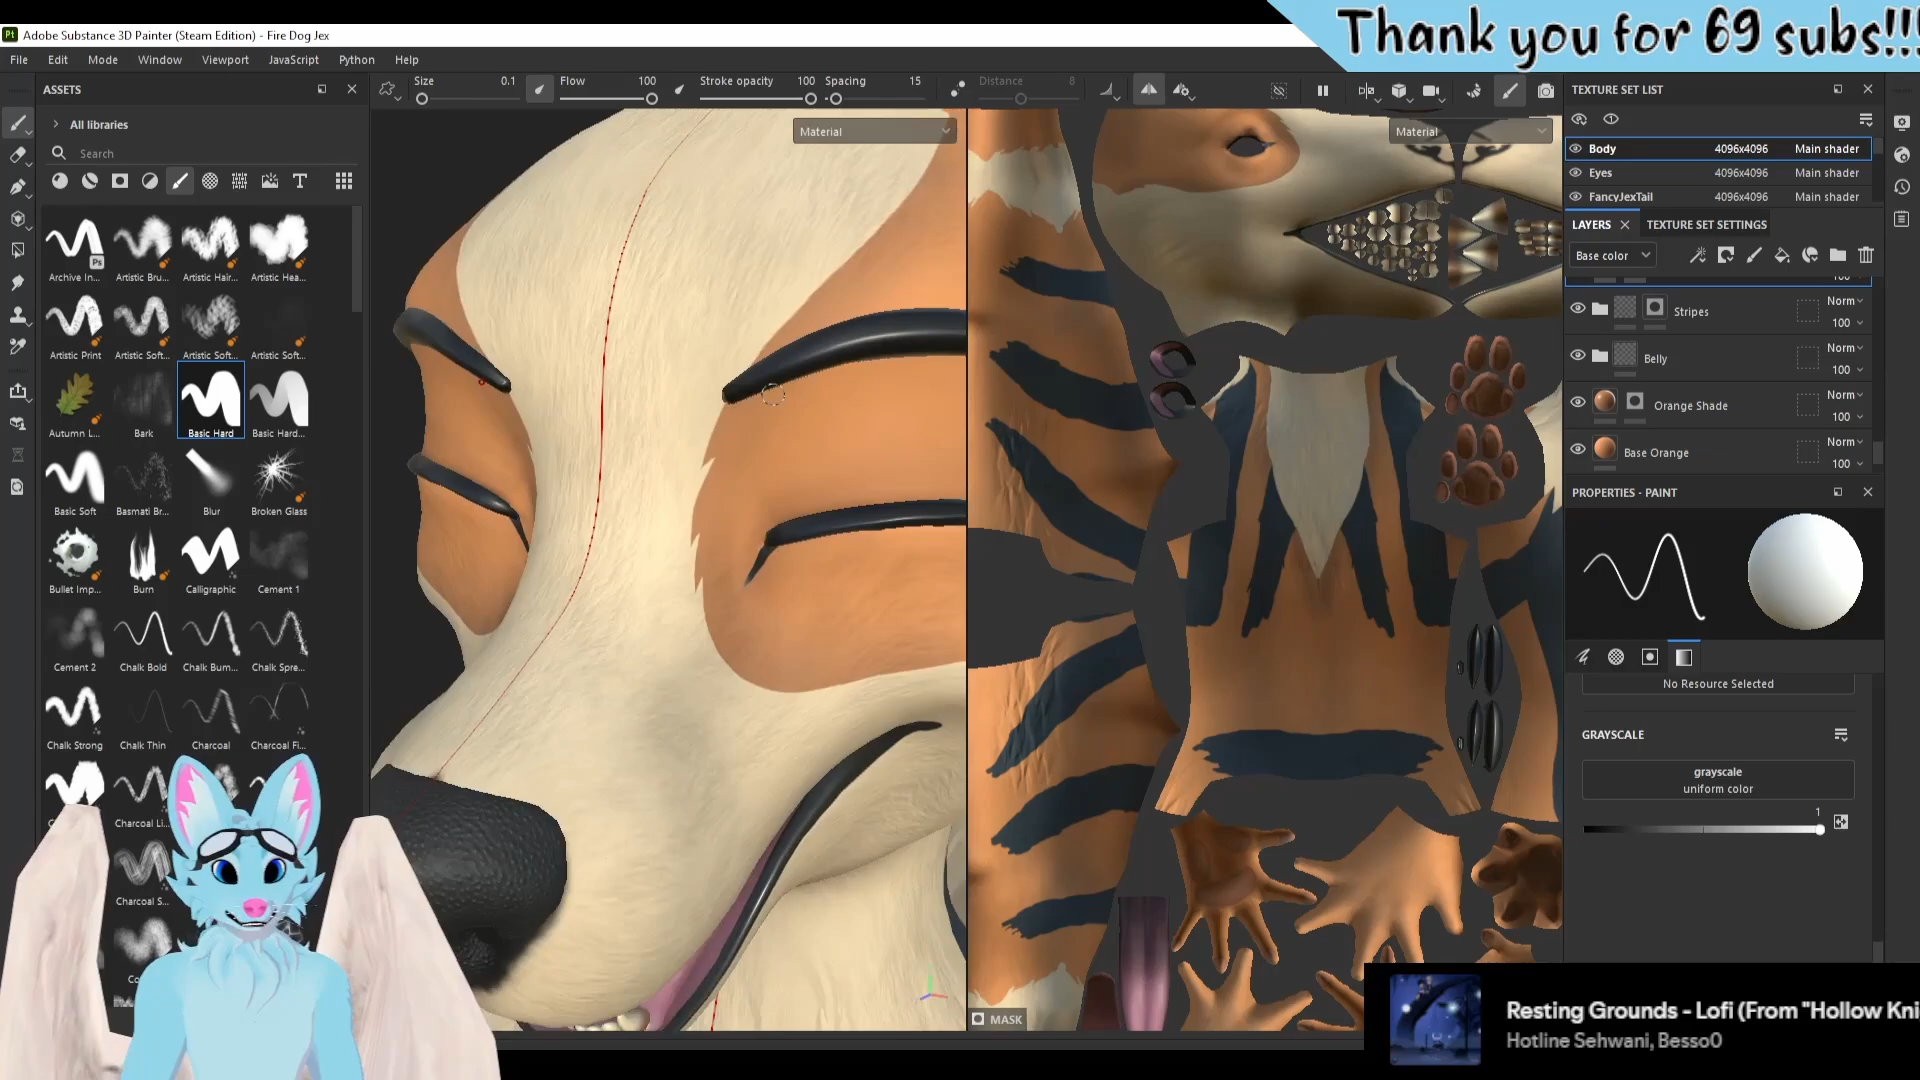 Thank you for 69 subs!!!
Adobe Substance 3D Painter (Steam Edition) - Fire Dog Jex
File Edit Mode Window Viewport JavaScript Python Help
ASSETS
Size 0.1 Flow 100 Stroke opacity 100 Spacing 15 Distance 8
All libraries
Search
Archive In...
Artistic Bru...
Artistic Hair...
Artistic Hea...
Artistic Print
Artistic Soft...
Artistic Soft...
Artistic Soft...
Autumn L...
Bark
Basic Hard
Basic Hard...
Basic Soft
Basmati Br...
Blur
Broken Glass
Bullet Imp...
Burn
Calligraphic
Cement 1
Cement 2
Chalk Bold
Chalk Bum...
Chalk Spre...
Chalk Strong
Chalk Thin
Charcoal
Charcoal Fi...
Charcoal Li...
Charcoal S...
Material
Material
MASK
TEXTURE SET LIST
Body 4096x4096 Main shader
Eyes 4096x4096 Main shader
FancyJexTail 4096x4096 Main shader
LAYERS TEXTURE SET SETTINGS
Base color
100
Stripes Norm 100
Belly Norm 100
Orange Shade Norm 100
Base Orange Norm 100
PROPERTIES - PAINT
No Resource Selected
GRAYSCALE
grayscale
uniform color
1
Resting Grounds - Lofi (From "Hollow Kni
Hotline Sehwani, Besso0